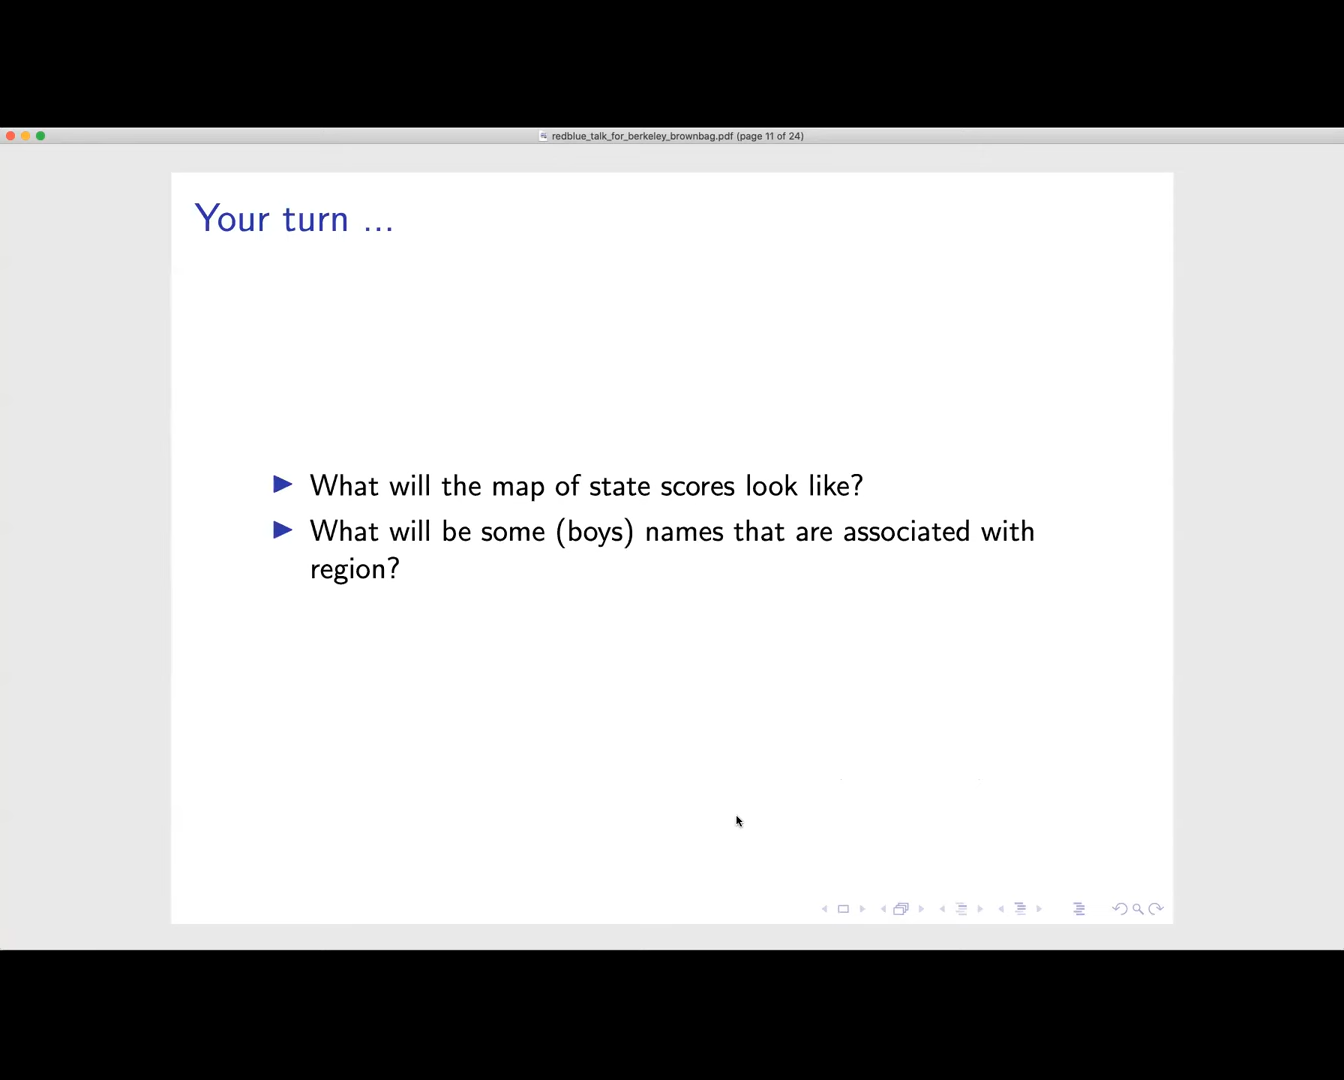 redblue_talk_for_berkeley_brownbag.pdf (page 11 of 24)
Your turn ...
What will the map of state scores look like?
What will be some (boys) names that are associated with
region?